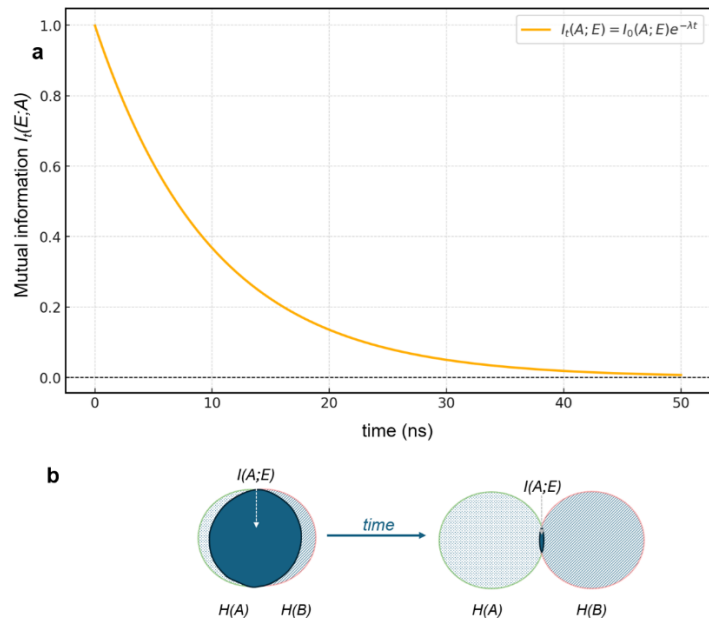 a
I_t(A; E) = I_0(A; E)e^{-λt}
Mutual information I_t(E;A)
1.0
0.8
0.6
0.4
0.2
0.0
0 10 20 30 40 50
time (ns)
b
I(A;E) I(A;E)
time
H(A) H(B) H(A) H(B)